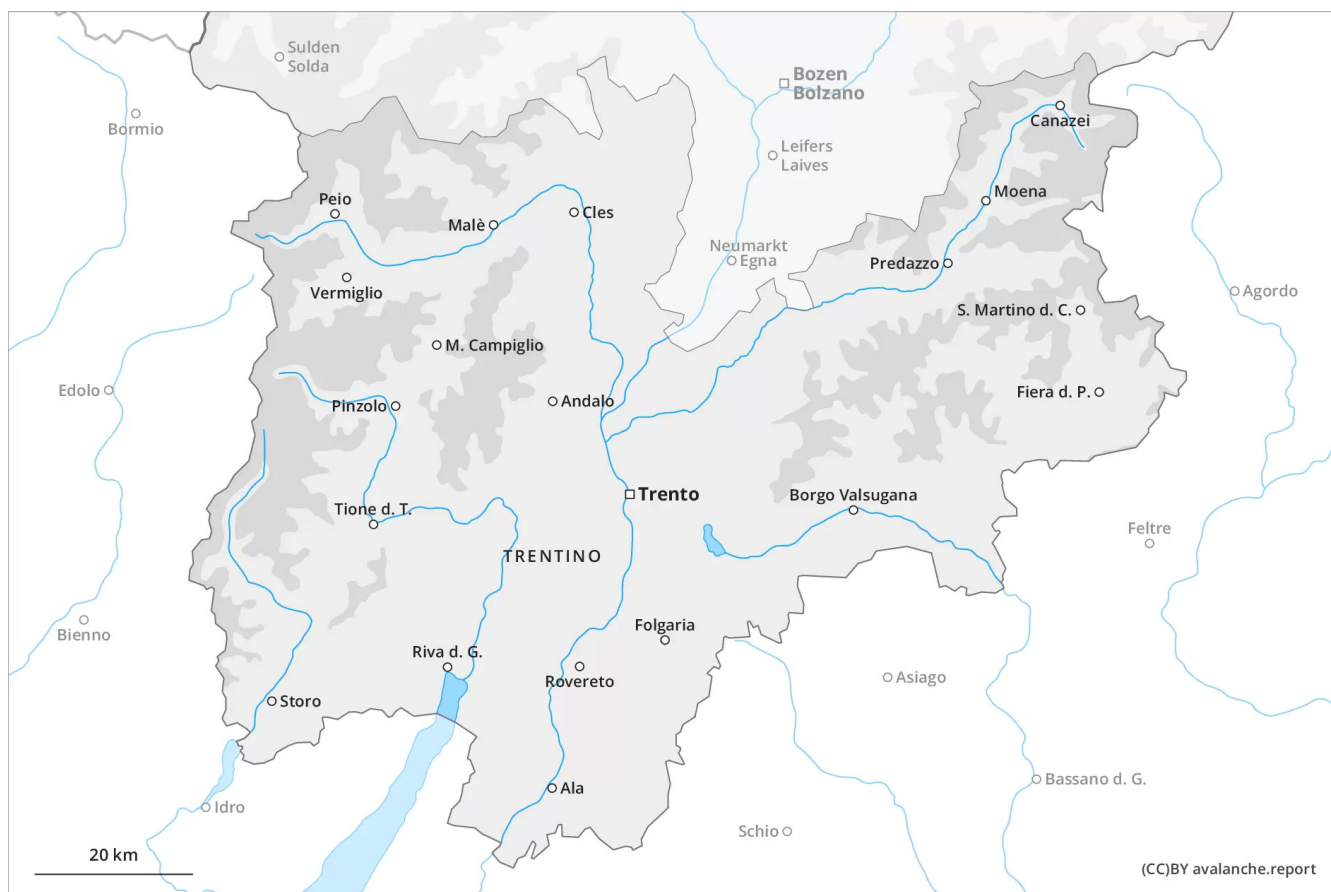 Sulden
Solda
Bozen
Bolzano
Bormio
Canazei
Leifers
Laives
Peio
Moena
Malè
Cles
Neumarkt
Egna
Predazzo
Vermiglio
Agordo
S. Martino d. C.
M. Campiglio
Edolo
Pinzolo
Andalo
Fiera d. P.
Trento
Borgo Valsugana
Tione d. T.
Feltre
TRENTINO
Bienno
Folgaria
Riva d. G.
Rovereto
Asiago
Storo
Bassano d. G.
Ala
Idro
Schio
20 km
(CC)BY avalanche.report